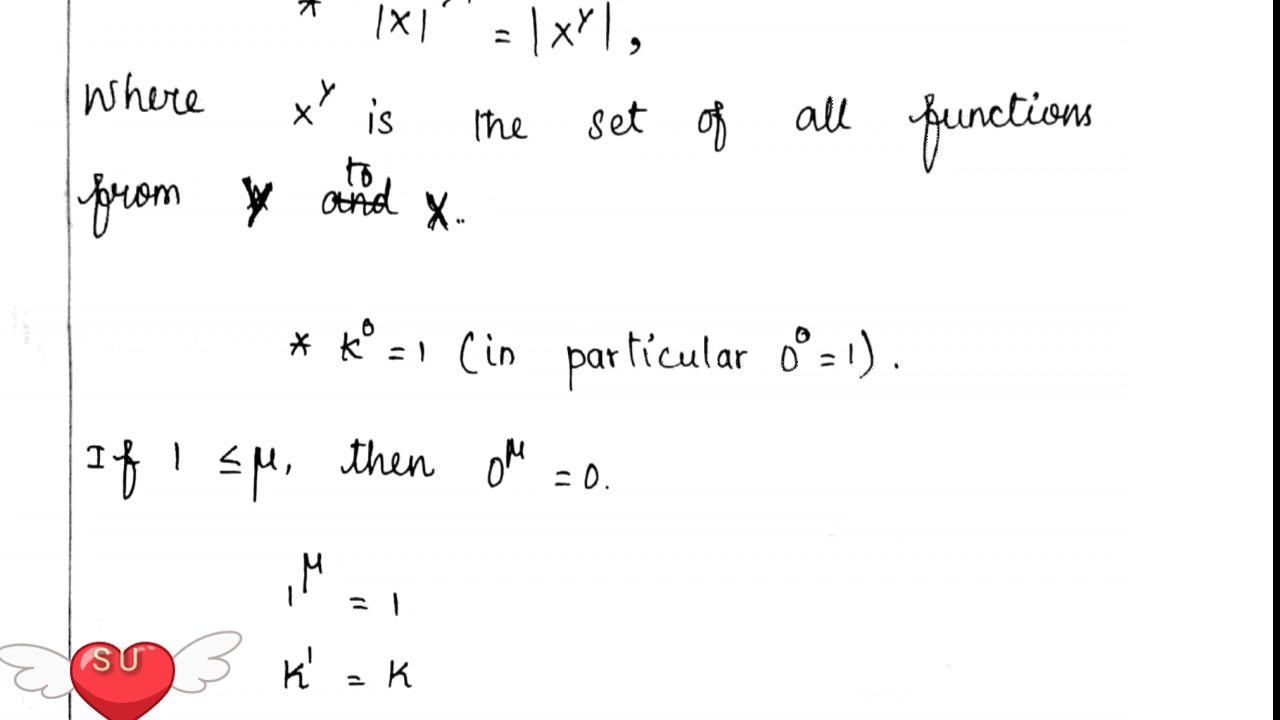 * |X| = |X^Y|,
where X^Y is the set of all functions
from Y to X.
* K^0 = 1 (in particular 0^0 = 1).
If 1 ≤ μ, then 0^μ = 0.
1^μ = 1
K^1 = K
SU